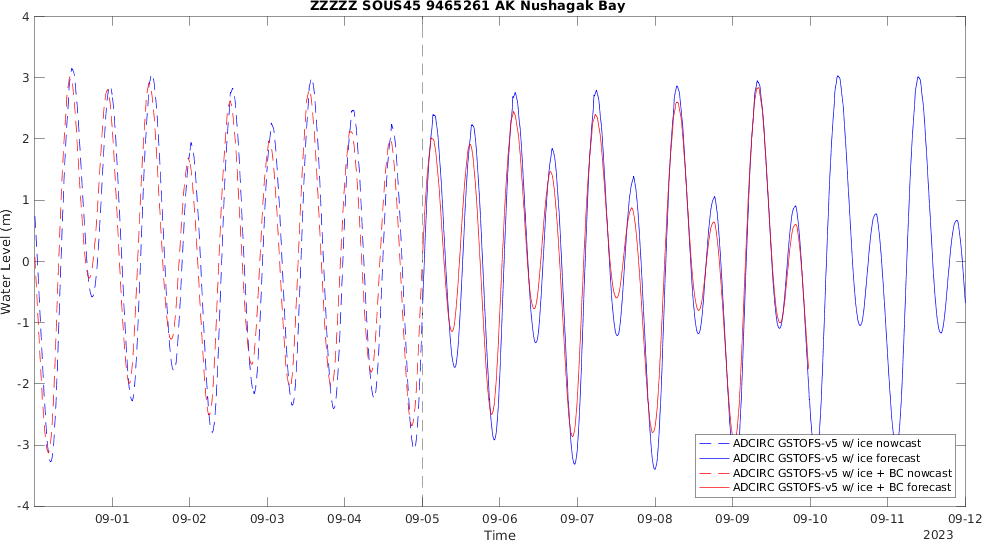 ZZZZZ SOUS45 9465261 AK Nushagak Bay
4
3
2
1
0
-1
-2
-3
-4
Water Level (m)
ADCIRC GSTOFS-v5 w/ ice nowcast
ADCIRC GSTOFS-v5 w/ ice forecast
ADCIRC GSTOFS-v5 w/ ice + BC nowcast
ADCIRC GSTOFS-v5 w/ ice + BC forecast
09-01 09-02 09-03 09-04 09-05 09-06 09-07 09-08 09-09 09-10 09-11 09-12
Time 2023